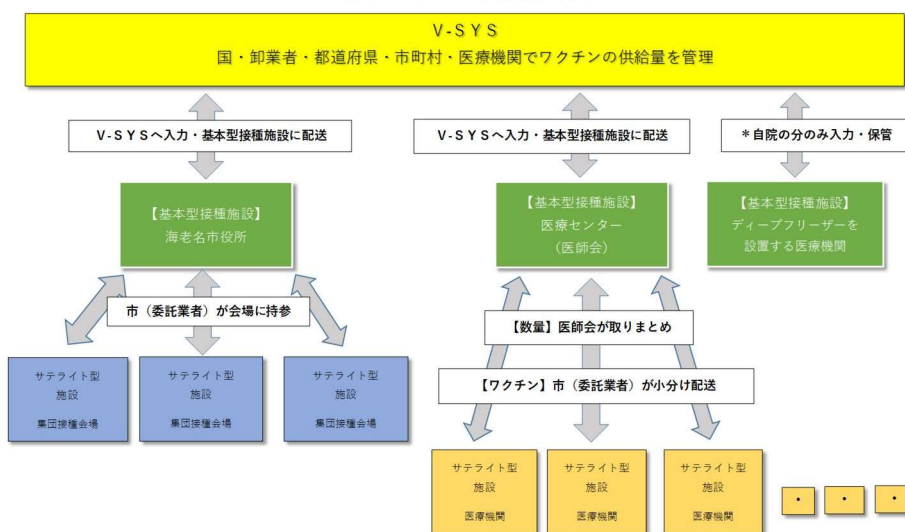 V-SYS
国・卸業者・都道府県・市町村・医療機関でワクチンの供給量を管理
V-SYSへ入力・基本型接種施設に配送
V-SYSへ入力・基本型接種施設に配送
＊自院の分のみ入力・保管
【基本型接種施設】
海老名市役所
【基本型接種施設】
医療センター
（医師会）
【基本型接種施設】
ディープフリーザーを
設置する医療機関
市（委託業者）が会場に持参
【数量】医師会が取りまとめ
【ワクチン】市（委託業者）が小分け配送
サテライト型
施設
集団接種会場
サテライト型
施設
集団接種会場
サテライト型
施設
集団接種会場
サテライト型
施設
医療機関
サテライト型
施設
医療機関
サテライト型
施設
医療機関
・
・
・